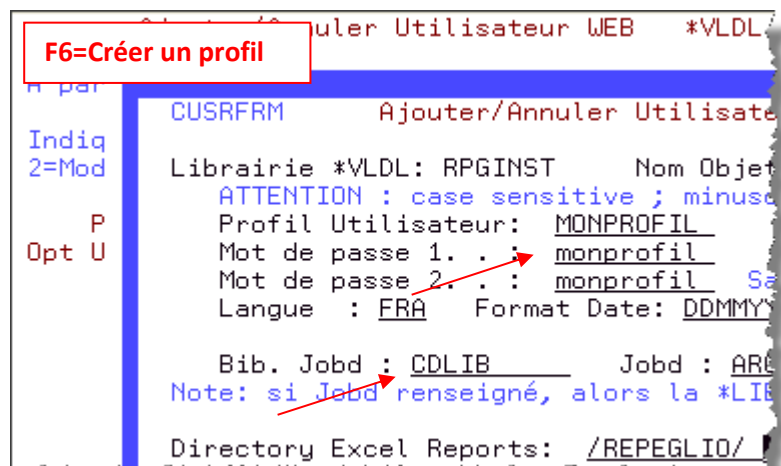 uler Utilisateur WEB *VLDL
F6=Créer un profil
A par
CUSRFRM Ajouter/Annuler Utilisate
Indiq
2=Mod Librairie *VLDL: RPGINST Nom Objet
ATTENTION : case sensitive ; minusc
P Profil Utilisateur: MONPROFIL
Opt U Mot de passe 1. . : monprofil
Mot de passe 2. . : monprofil Sa
Langue : FRA Format Date: DDMMYY
Bib. Jobd : CDLIB Jobd : ARG
Note: si Jobd renseigné, alors la *LIB
Directory Excel Reports: /REPEGLIO/